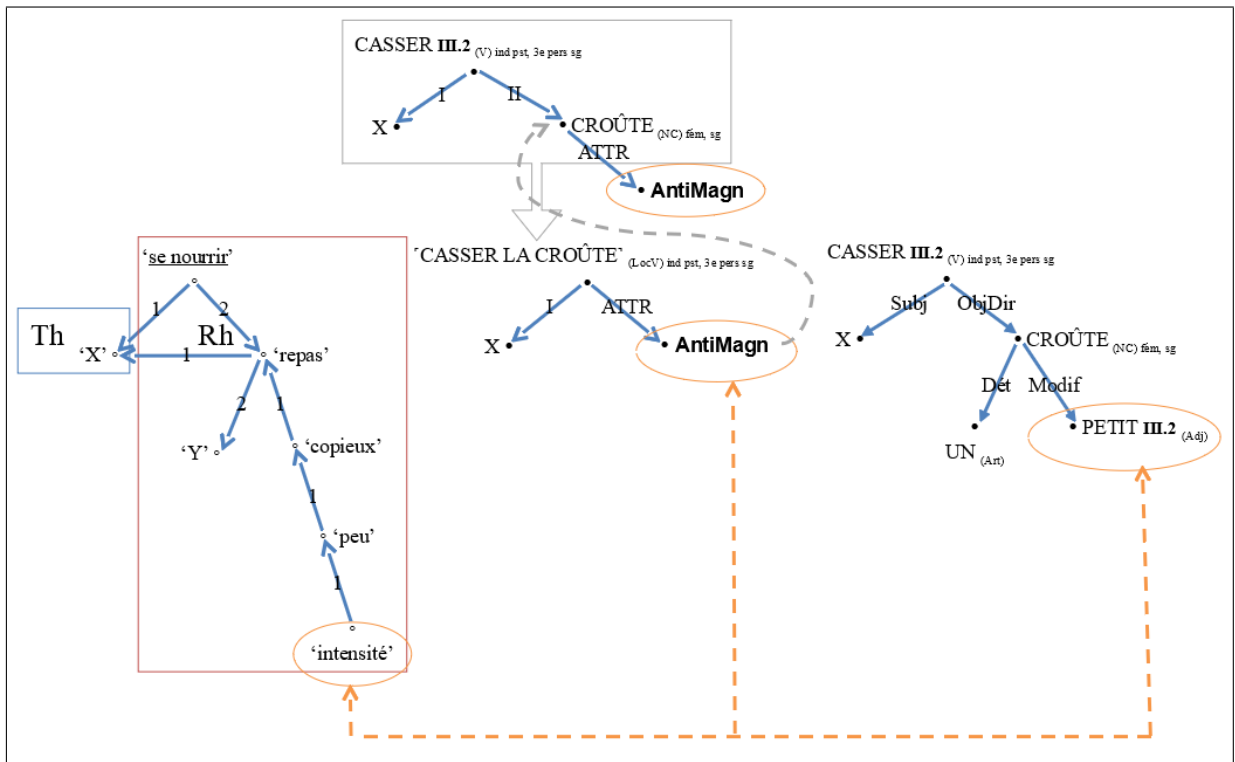 CASSER III.2 (V) ind pst, 3e pers sg
I
II
X
CROÛTE (NC) fém, sg
ATTR
AntiMagn
‘se nourrir’
1
2
Th
Rh
‘X’
1
‘repas’
2
1
‘Y’
‘copieux’
1
‘peu’
1
‘intensité’
⌜CASSER LA CROÛTE⌝ (LocV) ind pst, 3e pers sg
I
ATTR
X
AntiMagn
CASSER III.2 (V) ind pst, 3e pers sg
Subj
ObjDir
X
CROÛTE (NC) fém, sg
Dét
Modif
UN (Art)
PETIT III.2 (Adj)